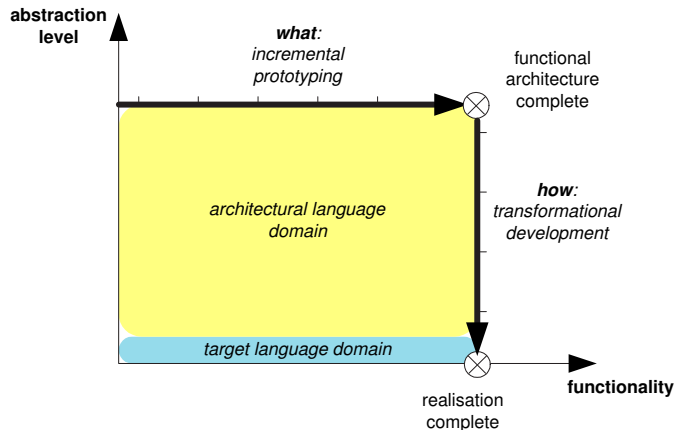 abstraction
level
what:
incremental
prototyping
functional
architecture
complete
how:
transformational
development
architectural language
domain
target language domain
functionality
realisation
complete